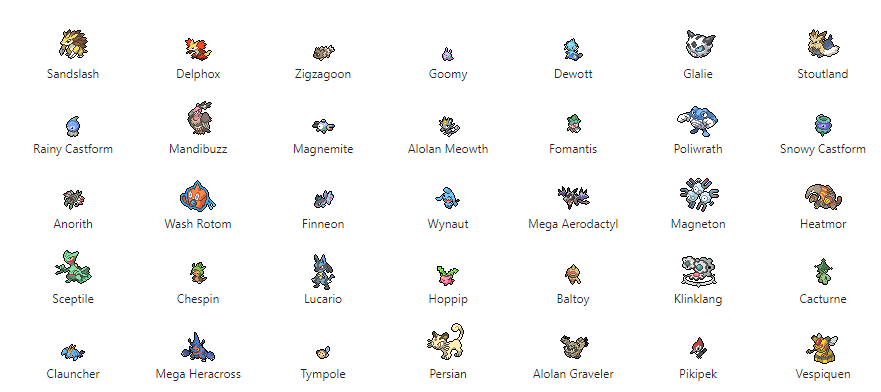 Sandslash Delphox Zigzagoon Goomy Dewott Glalie Stoutland
Rainy Castform Mandibuzz Magnemite Alolan Meowth Fomantis Poliwrath Snowy Castform
Anorith Wash Rotom Finneon Wynaut Mega Aerodactyl Magneton Heatmor
Sceptile Chespin Lucario Hoppip Baltoy Klinklang Cacturne
Clauncher Mega Heracross Tympole Persian Alolan Graveler Pikipek Vespiquen